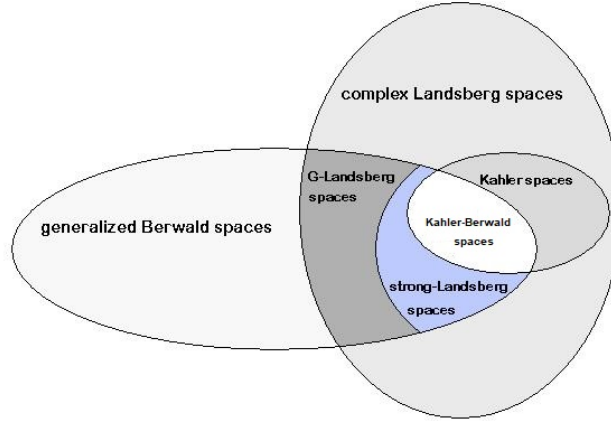 complex Landsberg spaces
G-Landsberg
spaces
Kahler spaces
generalized Berwald spaces
Kahler-Berwald
spaces
strong-Landsberg
spaces